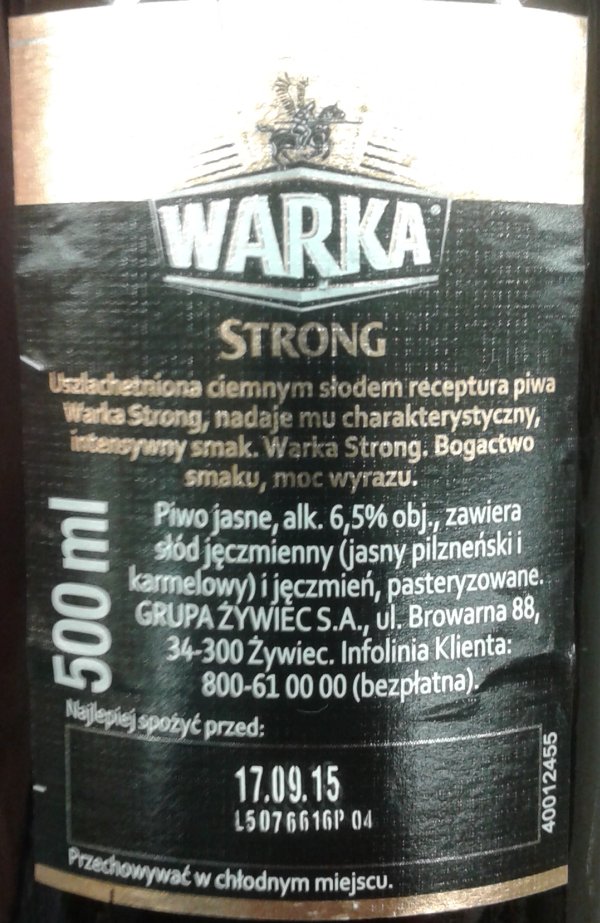 WARKA®
STRONG
Uszlachetniona ciemnym słodem receptura piwa
Warka Strong, nadaje mu charakterystyczny,
intensywny smak. Warka Strong. Bogactwo
smaku, moc wyrazu.
Piwo jasne, alk. 6,5% obj., zawiera
słód jęczmienny (jasny pilzneński i
karmelowy) i jęczmień, pasteryzowane.
GRUPA ŻYWIEC S.A., ul. Browarna 88,
34-300 Żywiec. Infolinia Klienta:
800-61 00 00 (bezpłatna).
500 ml
Najlepiej spożyć przed:
17.09.15
L5076616P 04
40012455
Przechowywać w chłodnym miejscu.